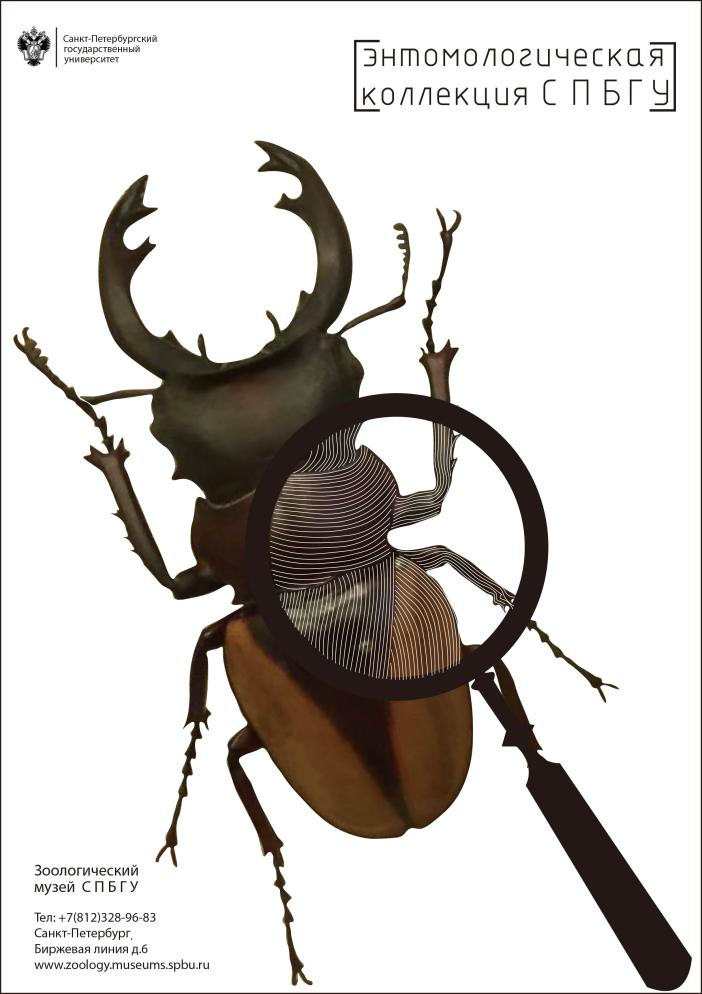 Санкт-Петербургский
государственный
университет
энтомологическая
коллекция СПБГУ
Зоологический
музей СПБГУ
Тел: +7(812)328-96-83
Санкт-Петербург,
Биржевая линия д.6
www.zoology.museums.spbu.ru